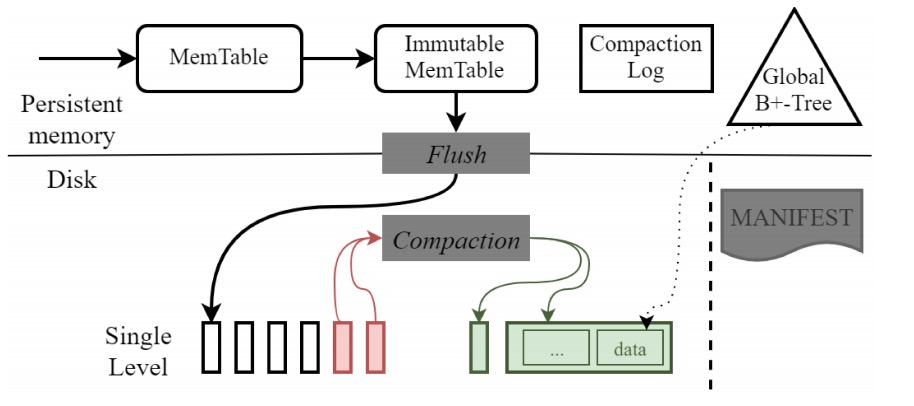 MemTable
Immutable
MemTable
Compaction
Log
Global
B+-Tree
Persistent
memory
Flush
Disk
MANIFEST
Compaction
Single
Level
...
data